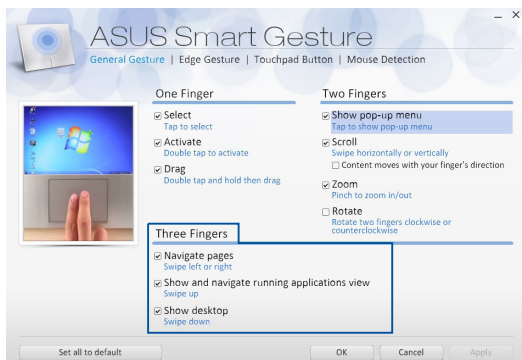 ASUS Smart Gesture
General Gesture | Edge Gesture | Touchpad Button | Mouse Detection
One Finger
Select
Tap to select
Activate
Double tap to activate
Drag
Double tap and hold then drag
Two Fingers
Show pop-up menu
Tap to show pop-up menu
Scroll
Swipe horizontally or vertically
Content moves with your finger's direction
Zoom
Pinch to zoom in/out
Rotate
Rotate two fingers clockwise or
counterclockwise
Three Fingers
Navigate pages
Swipe left or right
Show and navigate running applications view
Swipe up
Show desktop
Swipe down
Set all to default
OK
Cancel
Apply